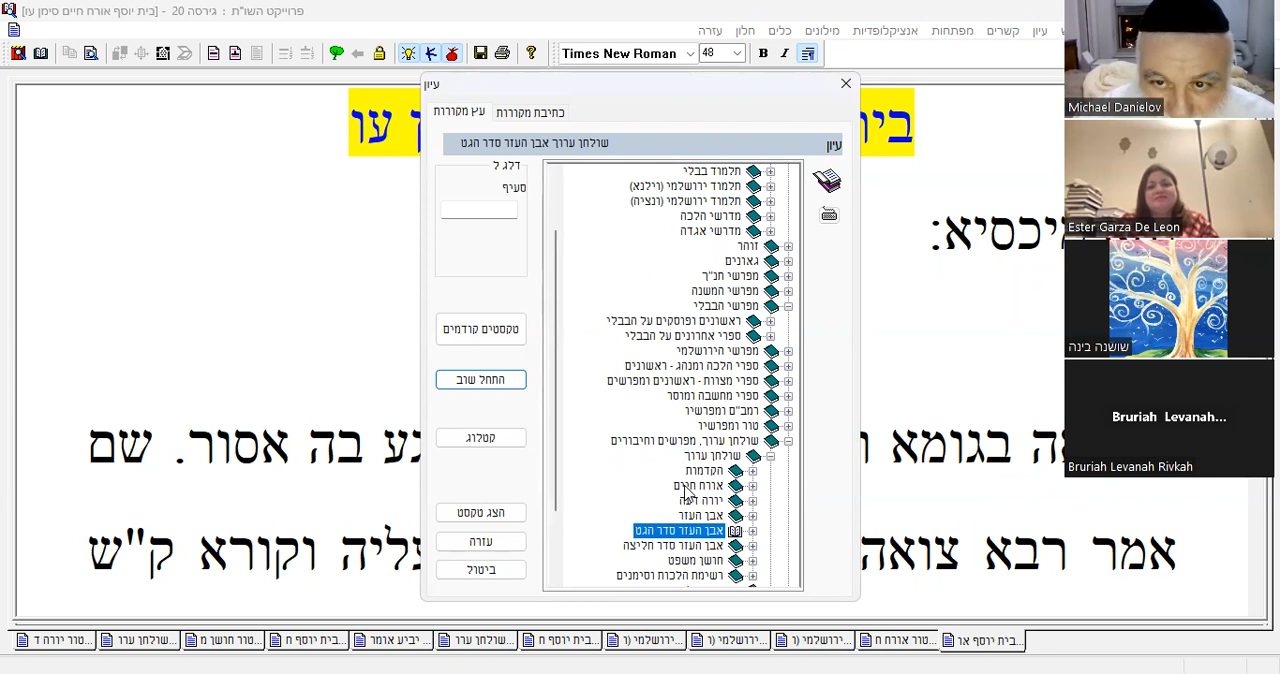 פרוייקט השו"ת : גירסה 20 - [בית יוסף אורח חיים סימן עו]
עיון קשרים מפתחות אנציקלופדיות מילונים כלים חלון עזרה
Times New Roman 48 B I
עיון
עץ מקוררות כתיבת מקוררות
עיון שולחן ערוך אבן העזר סדר הגט
דלג ל
סעיף
תלמוד בבלי
תלמוד ירושלמי (וילנא)
תלמוד ירושלמי (ונציה)
מדרשי הלכה
מדרשי אגדה
זוהר
גאונים
מפרשי תנ"ך
מפרשי המשנה
מפרשי הבבלי
ראשונים ופוסקים על הבבלי
ספרי אחרונים על הבבלי
מפרשי הירושלמי
ספרי הלכה ומנהג - ראשונים
ספרי מצוות - ראשונים ומפרשים
ספרי מחשבה ומוסר
רמב"ם ומפרשיו
טור ומפרשיו
שולחן ערוך, מפרשים וחיבורים
שולחן ערוך
הקדמות
אורח חיים
יורה דעה
אבן העזר
אבן העזר סדר הגט
אבן העזר סדר חליצה
חושן משפט
רשימת הלכות וסימנים
טקסטים קודמים
התחל שוב
קטלוג
הצג טקסט
עזרה
ביטול
עו
מיכסיא:
בגומא
גע בה אסור. שם
אמר רבא צואה
עליה וקורא ק"ש
בית יוסף או...
טור אורח ח...
ירושלמי (ו...
ירושלמי (ו...
ירושלמי (ו...
בית יוסף ח...
שולחן ערו...
יביע אומר ...
בית יוסף ח...
טור חושן מ...
שולחן ערו...
טור יורה ד...
Michael Danielov
Ester Garza De Leon
שושנה בינה
Bruriah Levanah...
Bruriah Levanah Rivkah